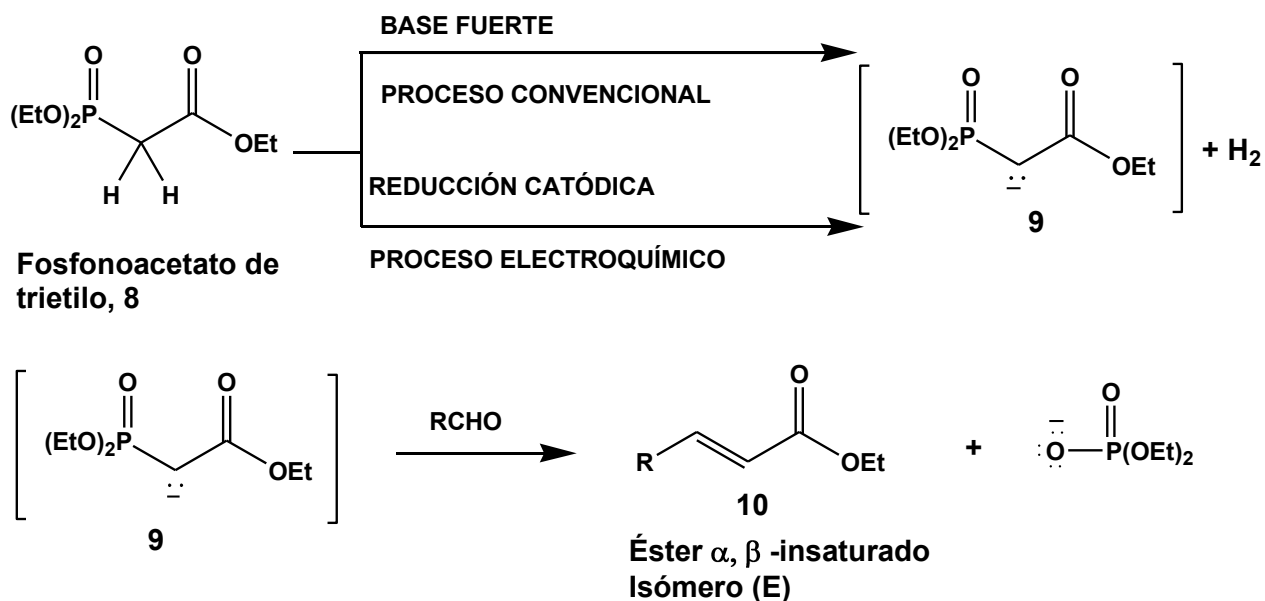 BASE FUERTE
PROCESO CONVENCIONAL
REDUCCIÓN CATÓDICA
PROCESO ELECTROQUÍMICO
O
(EtO)₂P
O
OEt
H H
Fosfonoacetato de
trietilo, 8
O
(EtO)₂P
O
OEt
−
9
+ H₂
O
(EtO)₂P
O
OEt
−
9
RCHO
R
O
OEt
10
Éster α, β -insaturado
Isómero (E)
+
−
O
O
P(OEt)₂